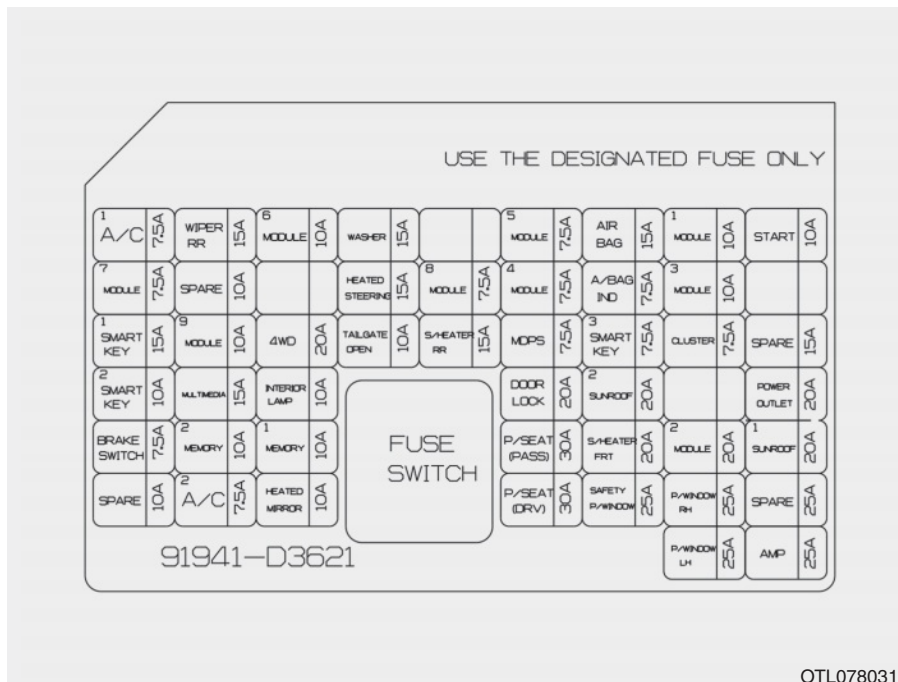 USE THE DESIGNATED FUSE ONLY
1 A/C 7.5A WIPER RR 15A 6 MODULE 10A WASHER 15A 5 MODULE 7.5A AIR BAG 15A 1 MODULE 10A START 10A
7 MODULE 7.5A SPARE 10A HEATED STEERING 15A 8 MODULE 7.5A 4 MODULE 7.5A A/BAG IND 7.5A 3 MODULE 10A
1 SMART KEY 15A 9 MODULE 10A 4WD 20A TAILGATE OPEN 10A S/HEATER RR 15A MDPS 7.5A 3 SMART KEY 7.5A CLUSTER 7.5A SPARE 15A
2 SMART KEY 10A MULTIMEDIA 15A INTERIOR LAMP 10A DOOR LOCK 20A 2 SUNROOF 20A POWER OUTLET 20A
BRAKE SWITCH 7.5A 2 MEMORY 10A 1 MEMORY 10A FUSE SWITCH P/SEAT (PASS) 30A S/HEATER FRT 20A 2 MODULE 20A 1 SUNROOF 20A
SPARE 10A 2 A/C 7.5A HEATED MIRROR 10A P/SEAT (DRV) 30A SAFETY P/WINDOW 25A P/WINDOW RH 25A SPARE 25A
91941-D3621 P/WINDOW LH 25A AMP 25A
OTL078031